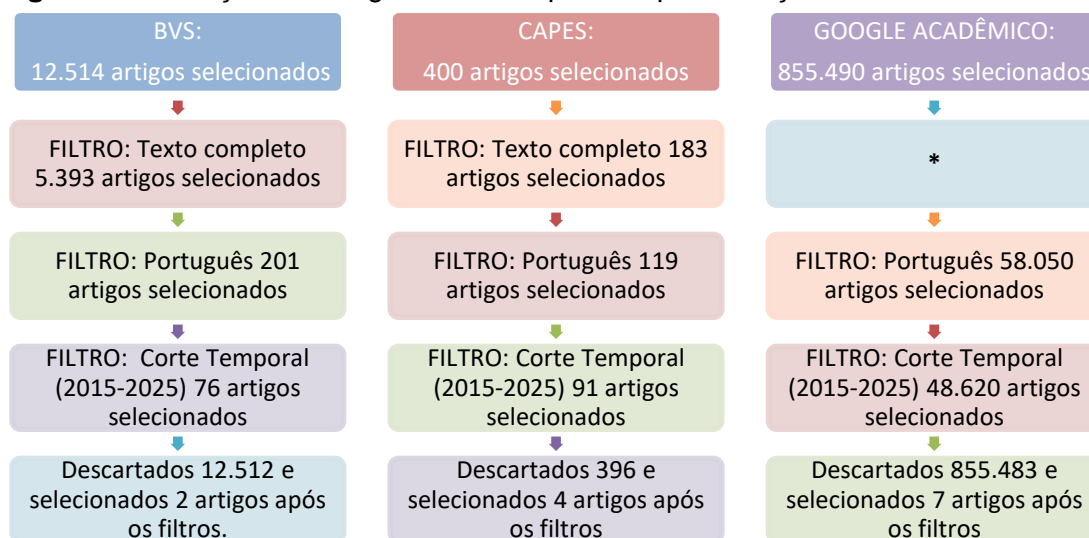 BVS:
12.514 artigos selecionados
FILTRO: Texto completo
5.393 artigos selecionados
FILTRO: Português 201
artigos selecionados
FILTRO:  Corte Temporal
(2015-2025) 76 artigos
selecionados
Descartados 12.512 e
selecionados 2 artigos após
os filtros.
CAPES:
400 artigos selecionados
FILTRO: Texto completo 183
artigos selecionados
FILTRO: Português 119
artigos selecionados
FILTRO: Corte Temporal
(2015-2025) 91 artigos
selecionados
Descartados 396 e
selecionados 4 artigos após
os filtros
GOOGLE ACADÊMICO:
855.490 artigos selecionados
*
FILTRO: Português 58.050
artigos selecionados
FILTRO: Corte Temporal
(2015-2025) 48.620 artigos
selecionados
Descartados 855.483 e
selecionados 7 artigos após
os filtros